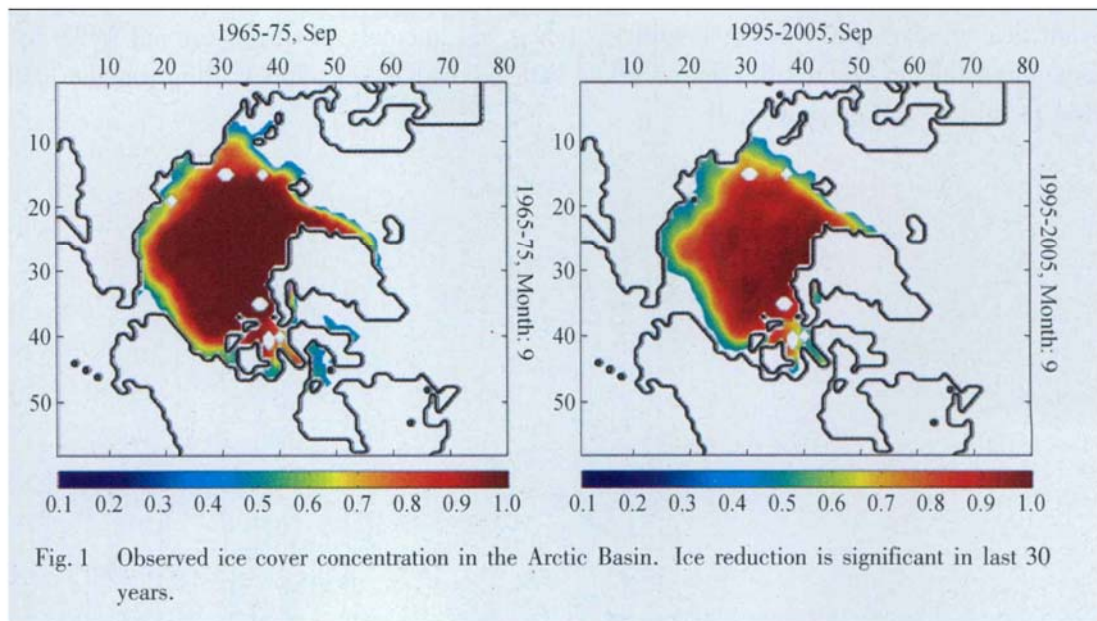 1965-75, Sep
10 20 30 40 50 60 70 80
10
20
30
40
50
1965-75, Month: 9
0.1 0.2 0.3 0.4 0.5 0.6 0.7 0.8 0.9 1.0
1995-2005, Sep
10 20 30 40 50 60 70 80
10
20
30
40
50
1995-2005, Month: 9
0.1 0.2 0.3 0.4 0.5 0.6 0.7 0.8 0.9 1.0
Fig. 1 Observed ice cover concentration in the Arctic Basin. Ice reduction is significant in last 30
years.